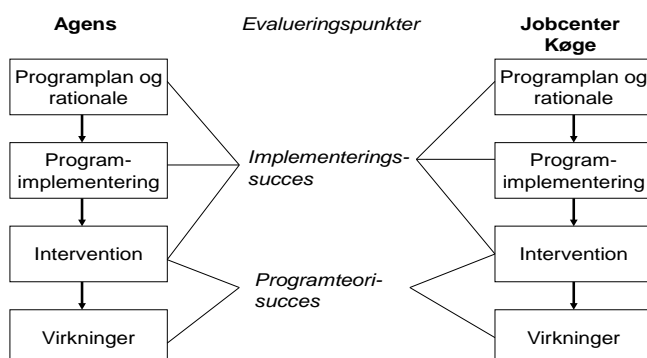 Agens
Evalueringspunkter
Jobcenter
Køge
Programplan og
rationale
Program-
implementering
Intervention
Virkninger
Implementerings-
succes
Programteori-
succes
Programplan og
rationale
Program-
implementering
Intervention
Virkninger